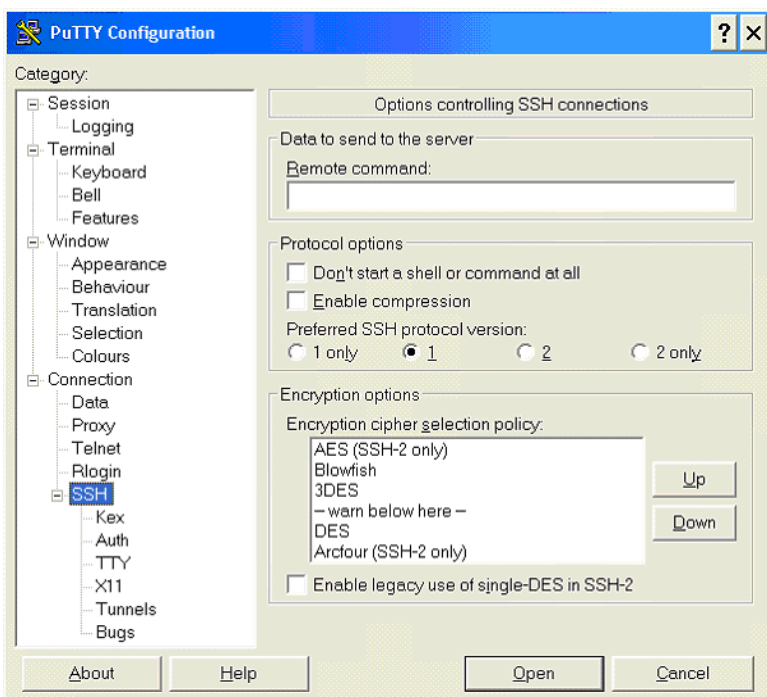 PuTTY Configuration
Category:
Session
Logging
Terminal
Keyboard
Bell
Features
Window
Appearance
Behaviour
Translation
Selection
Colours
Connection
Data
Proxy
Telnet
Rlogin
SSH
Kex
Auth
TTY
X11
Tunnels
Bugs
Options controlling SSH connections
Data to send to the server
Remote command:
Protocol options
Don't start a shell or command at all
Enable compression
Preferred SSH protocol version:
1 only 1 2 2 only
Encryption options
Encryption cipher selection policy:
AES (SSH-2 only)
Blowfish
3DES
– warn below here –
DES
Arcfour (SSH-2 only)
Up
Down
Enable legacy use of single-DES in SSH-2
About Help Open Cancel